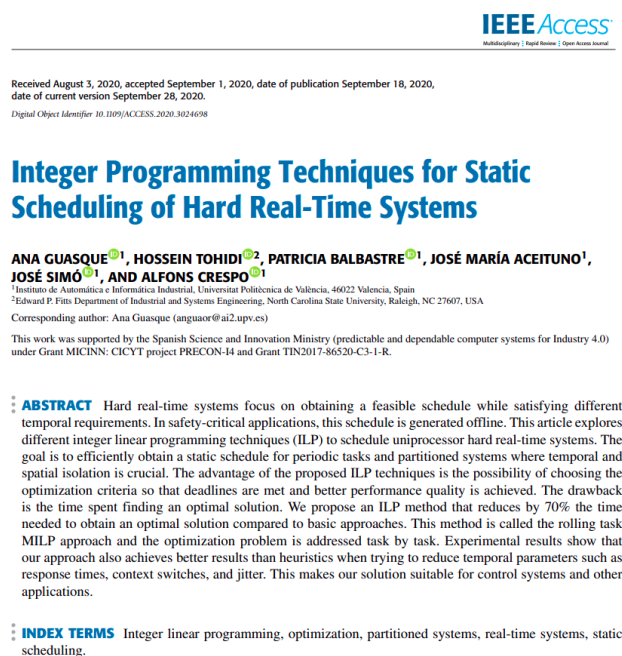 IEEE Access
Multidisciplinary | Rapid Review | Open Access Journal
Received August 3, 2020, accepted September 1, 2020, date of publication September 18, 2020,
date of current version September 28, 2020.
Digital Object Identifier 10.1109/ACCESS.2020.3024698
Integer Programming Techniques for Static
Scheduling of Hard Real-Time Systems
ANA GUASQUE iD 1, HOSSEIN TOHIDI iD 2, PATRICIA BALBASTRE iD 1, JOSÉ MARÍA ACEITUNO1,
JOSÉ SIMÓ iD 1, AND ALFONS CRESPO iD 1
1Instituto de Automática e Informática Industrial, Universitat Politècnica de València, 46022 Valencia, Spain
2Edward P. Fitts Department of Industrial and Systems Engineering, North Carolina State University, Raleigh, NC 27607, USA
Corresponding author: Ana Guasque (anguaor@ai2.upv.es)
This work was supported by the Spanish Science and Innovation Ministry (predictable and dependable computer systems for Industry 4.0)
under Grant MICINN: CICYT project PRECON-I4 and Grant TIN2017-86520-C3-1-R.
ABSTRACT Hard real-time systems focus on obtaining a feasible schedule while satisfying different
temporal requirements. In safety-critical applications, this schedule is generated offline. This article explores
different integer linear programming techniques (ILP) to schedule uniprocessor hard real-time systems. The
goal is to efficiently obtain a static schedule for periodic tasks and partitioned systems where temporal and
spatial isolation is crucial. The advantage of the proposed ILP techniques is the possibility of choosing the
optimization criteria so that deadlines are met and better performance quality is achieved. The drawback
is the time spent finding an optimal solution. We propose an ILP method that reduces by 70% the time
needed to obtain an optimal solution compared to basic approaches. This method is called the rolling task
MILP approach and the optimization problem is addressed task by task. Experimental results show that
our approach also achieves better results than heuristics when trying to reduce temporal parameters such as
response times, context switches, and jitter. This makes our solution suitable for control systems and other
applications.
INDEX TERMS Integer linear programming, optimization, partitioned systems, real-time systems, static
scheduling.